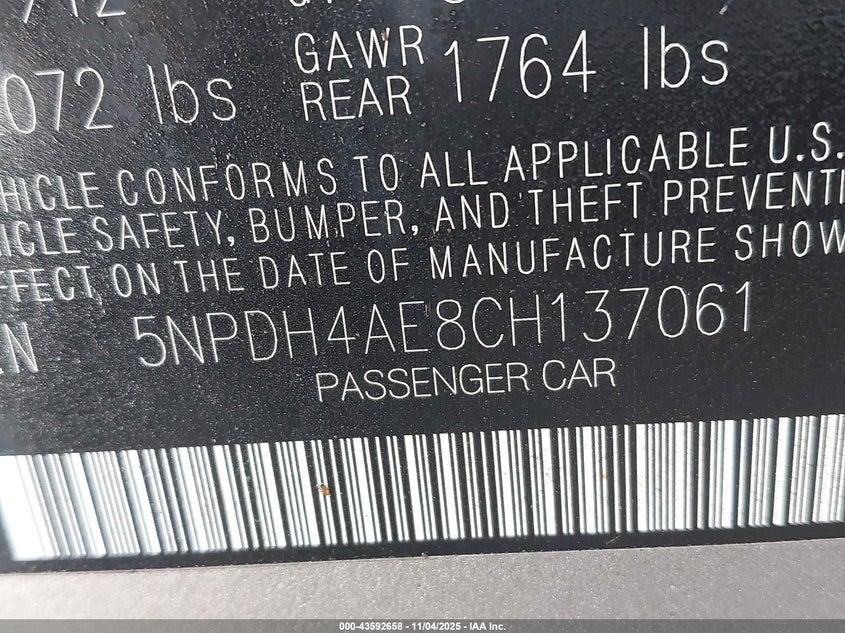 GAWR
REAR 1764 lbs
072 lbs
HICLE CONFORMS TO ALL APPLICABLE U.S.
ICLE SAFETY, BUMPER, AND THEFT PREVENTI
FFECT ON THE DATE OF MANUFACTURE SHOW
N 5NPDH4AE8CH137061
PASSENGER CAR
000-43592658 - 11/04/2025 - IAA Inc.